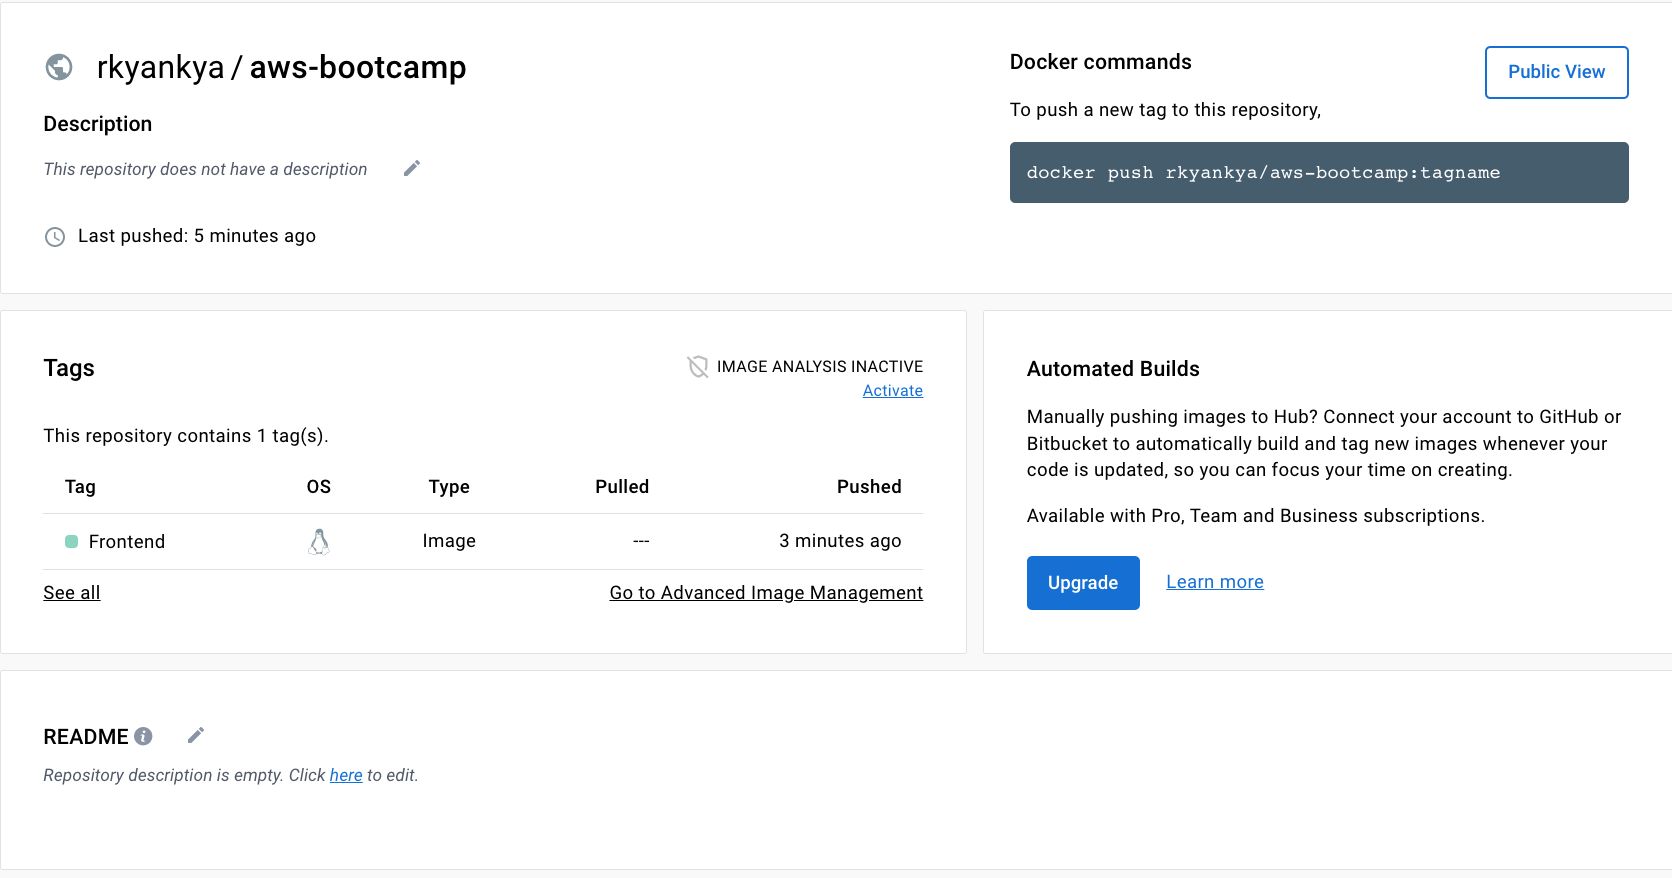 rkyankya / aws-bootcamp
Description
This repository does not have a description
Last pushed: 5 minutes ago
Docker commands
Public View
To push a new tag to this repository,
docker push rkyankya/aws-bootcamp:tagname
Tags
IMAGE ANALYSIS INACTIVE
Activate
This repository contains 1 tag(s).
Tag OS Type Pulled Pushed
Frontend Image --- 3 minutes ago
See all Go to Advanced Image Management
Automated Builds
Manually pushing images to Hub? Connect your account to GitHub or
Bitbucket to automatically build and tag new images whenever your
code is updated, so you can focus your time on creating.
Available with Pro, Team and Business subscriptions.
Upgrade Learn more
README
Repository description is empty. Click here to edit.